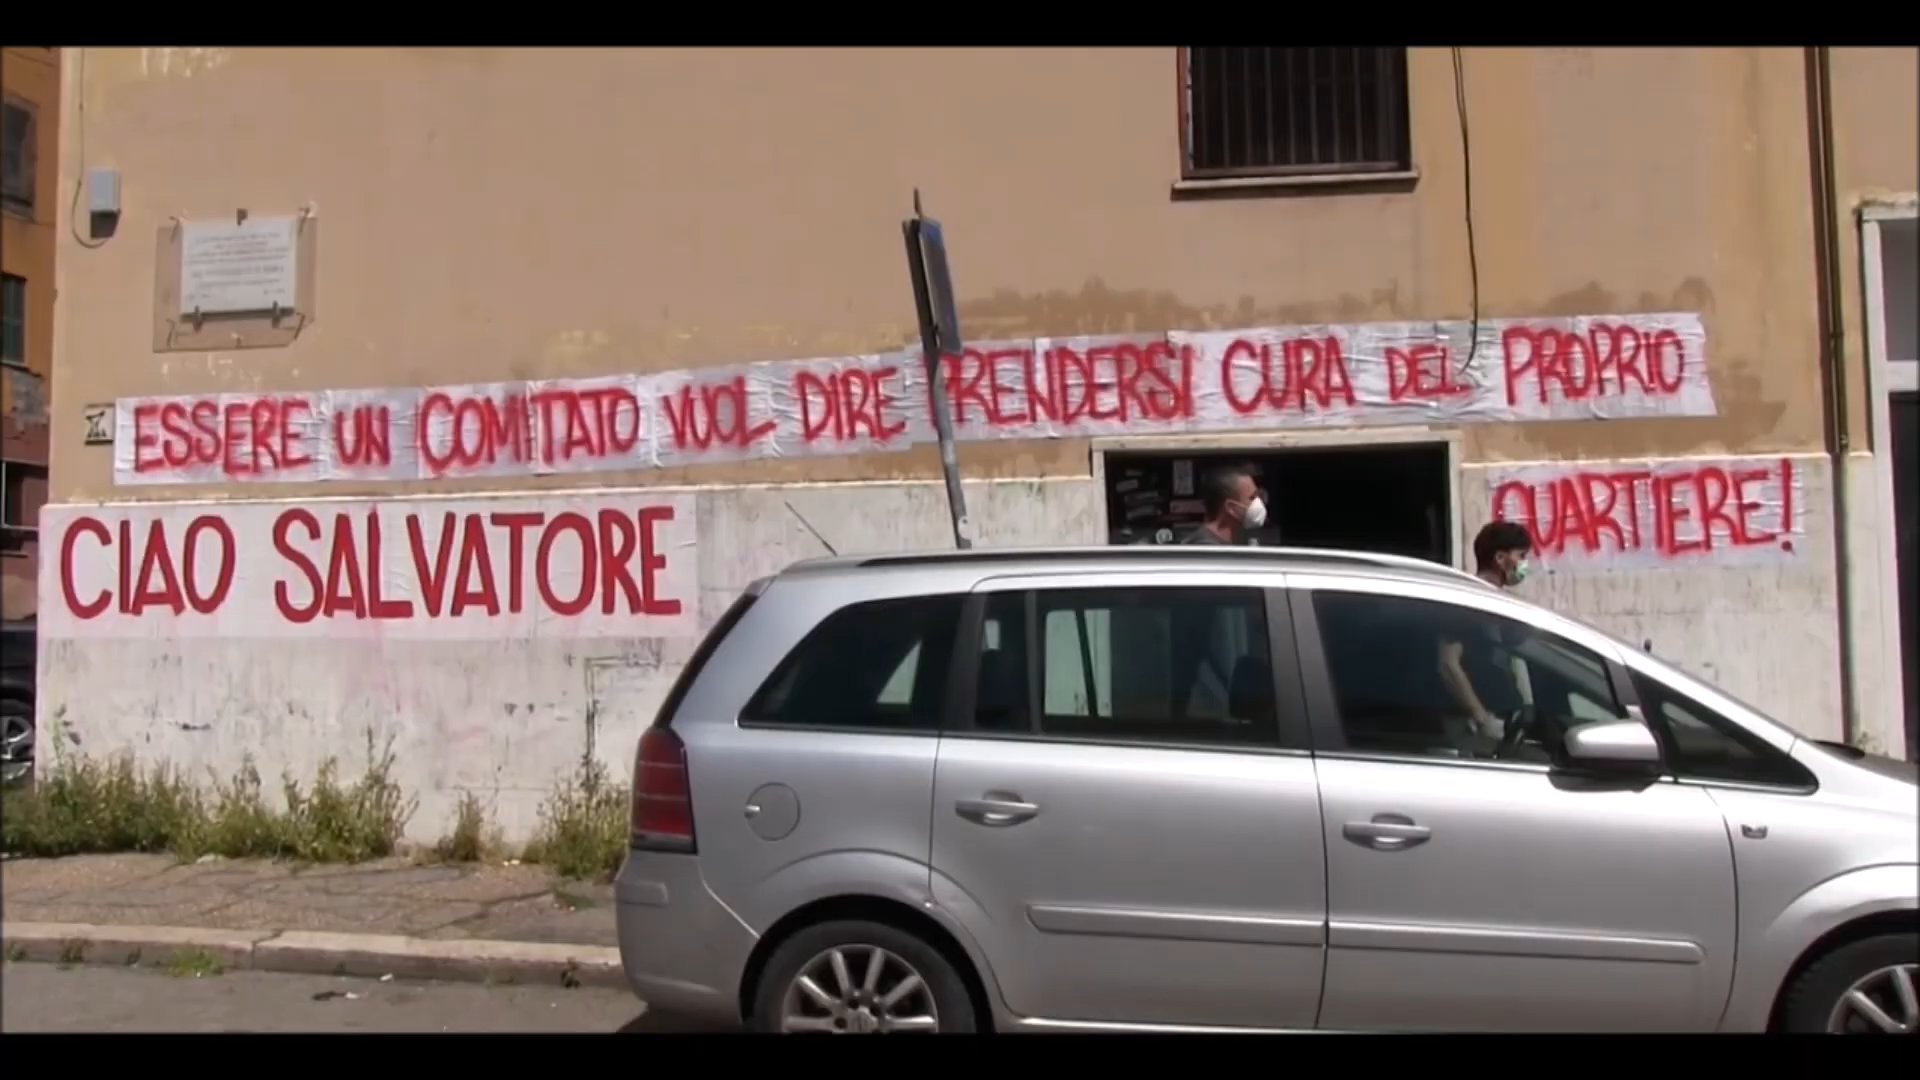 ESSERE UN COMITATO VUOL DIRE PRENDERSI CURA DEL PROPRIO
QUARTIERE!
CIAO SALVATORE